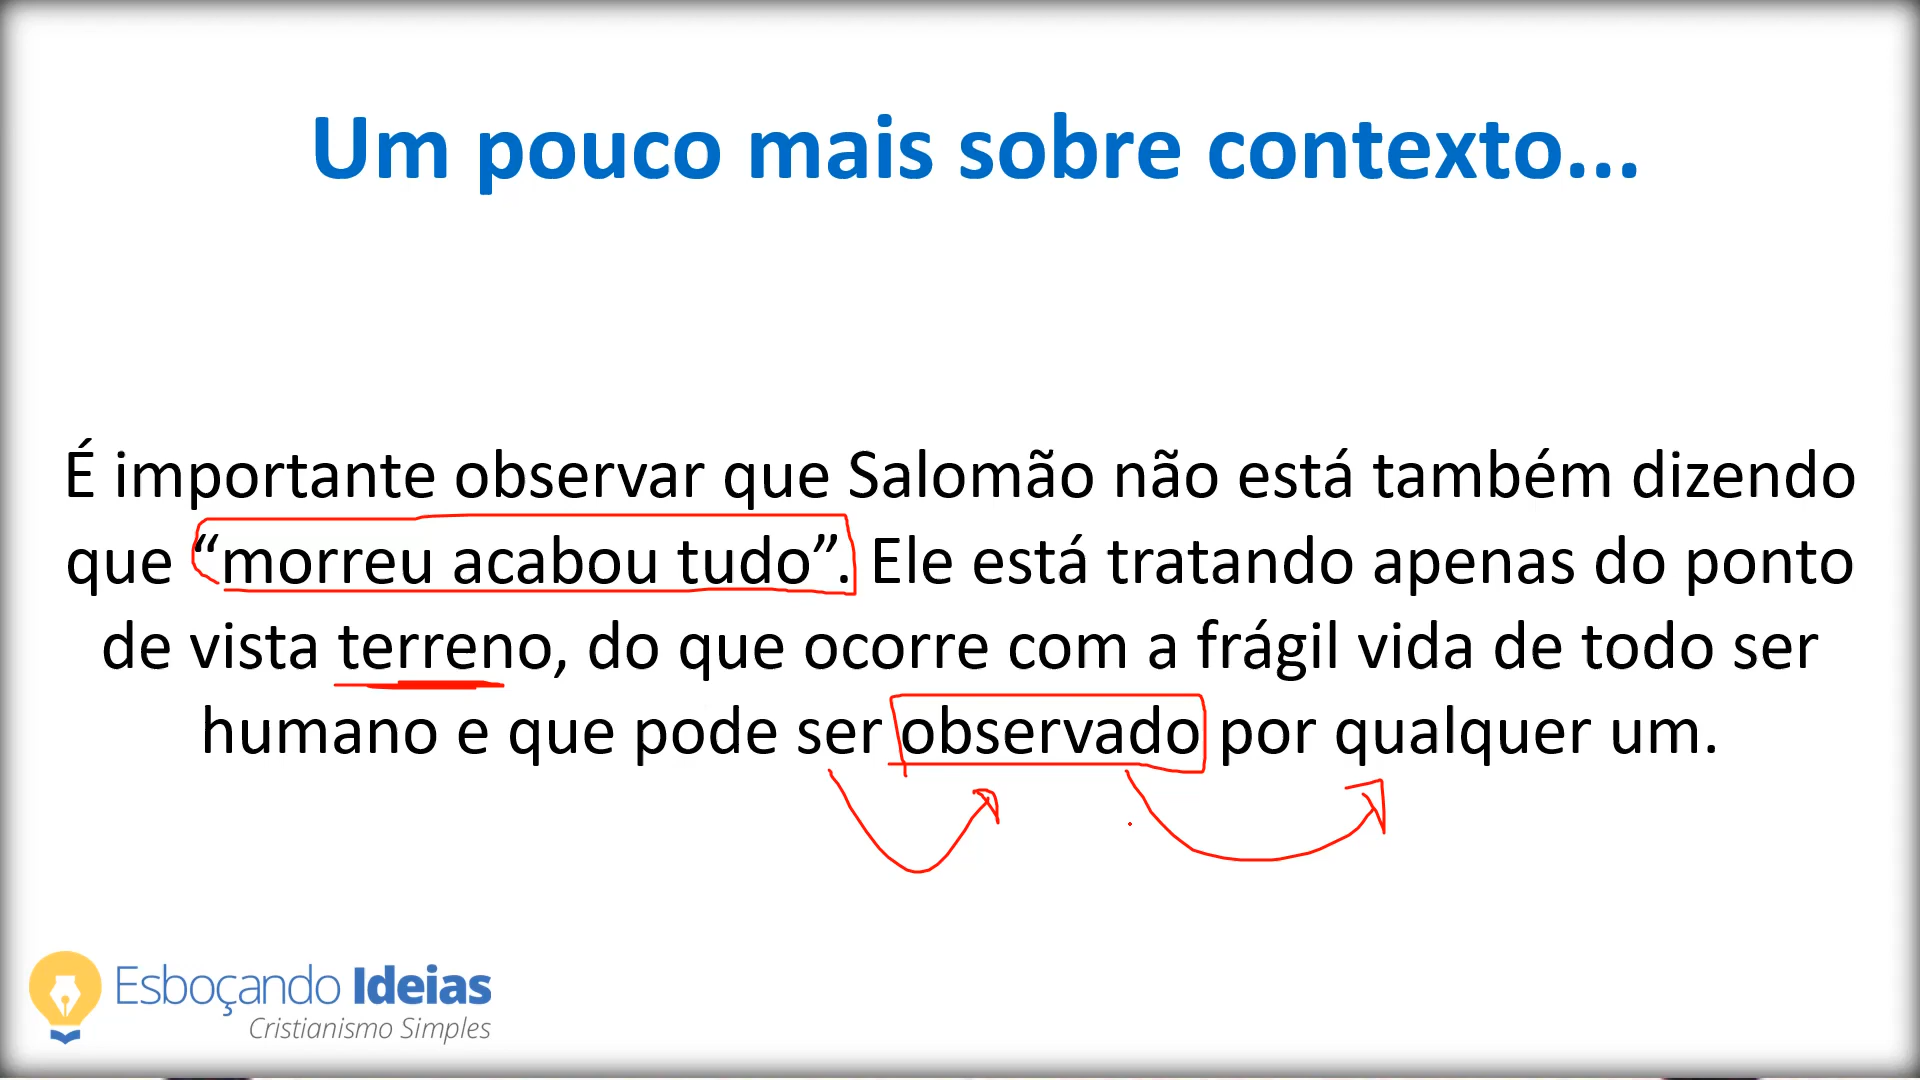 Um pouco mais sobre contexto...
É importante observar que Salomão não está também dizendo
que “morreu acabou tudo”. Ele está tratando apenas do ponto
de vista terreno, do que ocorre com a frágil vida de todo ser
humano e que pode ser observado por qualquer um.
Esboçando Ideias
Cristianismo Simples